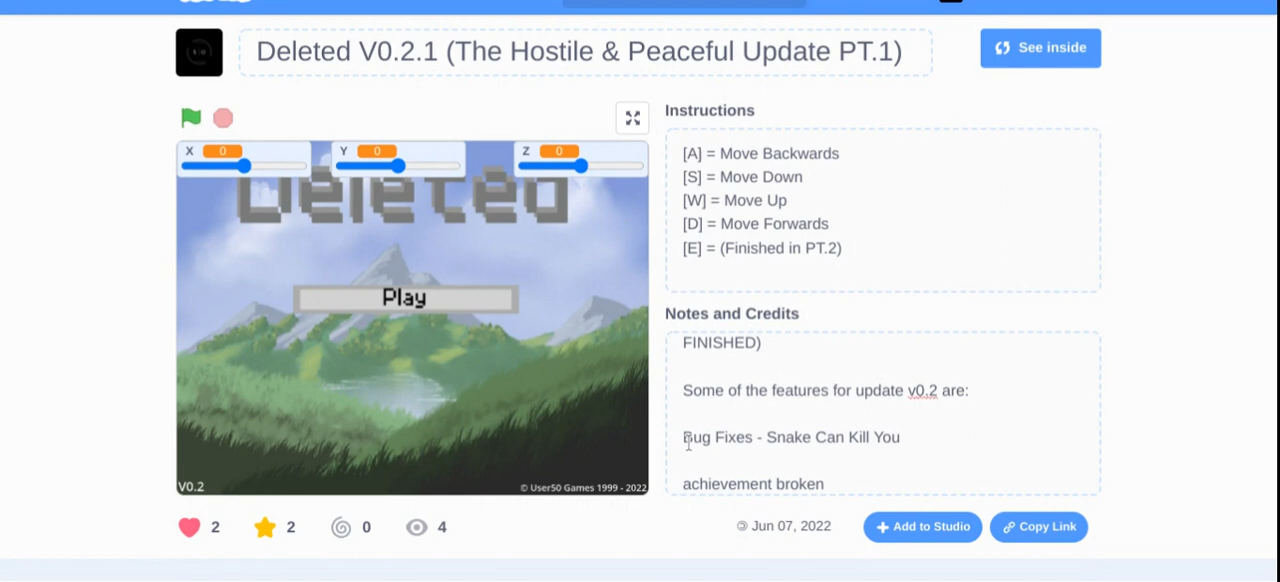 Deleted V0.2.1 (The Hostile & Peaceful Update PT.1)
See inside
Instructions
X 0
Y 0
Z 0
Deleted
Play
V0.2
© User50 Games 1999 - 2022
[A] = Move Backwards
[S] = Move Down
[W] = Move Up
[D] = Move Forwards
[E] = (Finished in PT.2)
Notes and Credits
FINISHED)
Some of the features for update v0.2 are:
Bug Fixes - Snake Can Kill You
achievement broken
2
2
0
4
Jun 07, 2022
Add to Studio
Copy Link